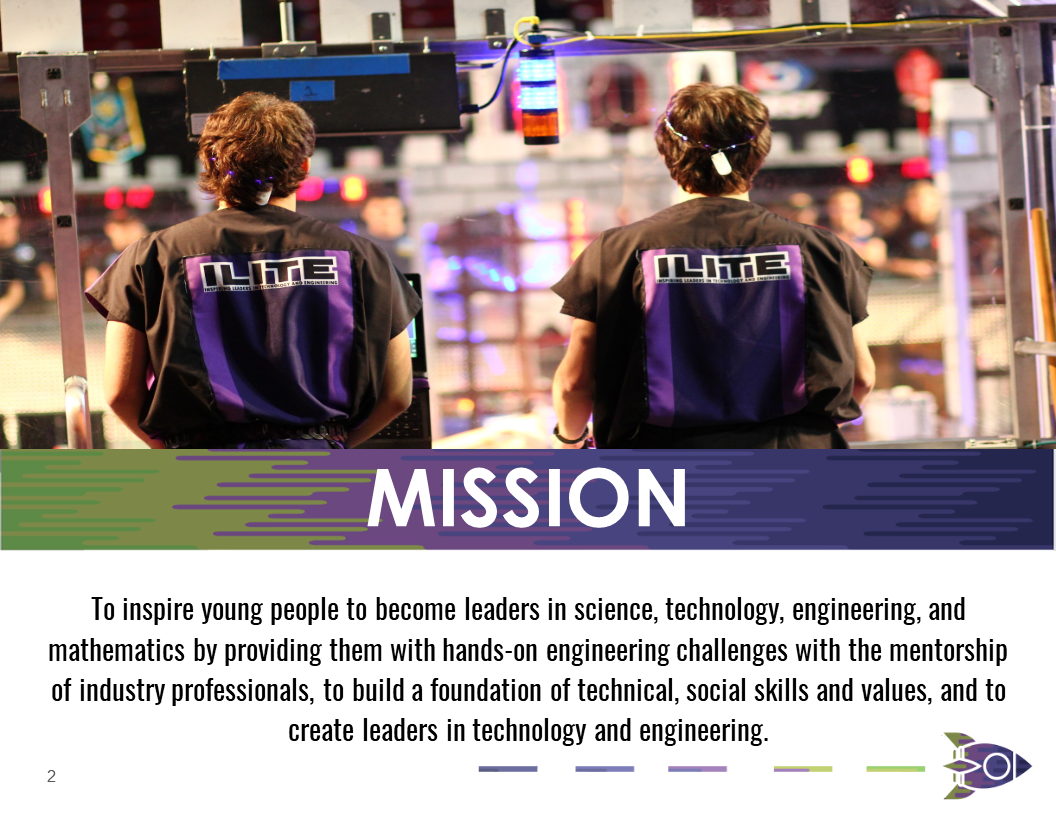 ILITE
INSPIRING LEADERS IN TECHNOLOGY AND ENGINEERING
ILITE
INSPIRING LEADERS IN TECHNOLOGY AND ENGINEERING
MISSION
To inspire young people to become leaders in science, technology, engineering, and
mathematics by providing them with hands-on engineering challenges with the mentorship
of industry professionals, to build a foundation of technical, social skills and values, and to
create leaders in technology and engineering.
2